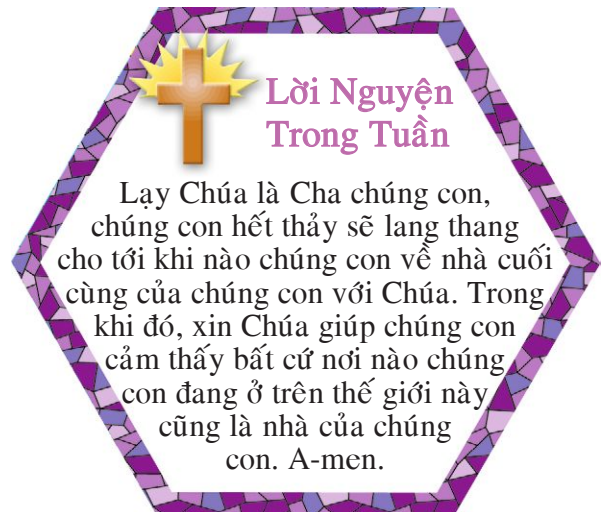 Lời Nguyện
Trong Tuần
Lạy Chúa là Cha chúng con,
chúng con hết thảy sẽ lang thang
cho tới khi nào chúng con về nhà cuối
cùng của chúng con với Chúa. Trong
khi đó, xin Chúa giúp chúng con
cảm thấy bất cứ nơi nào chúng
con đang ở trên thế giới này
cũng là nhà của chúng
con. A-men.